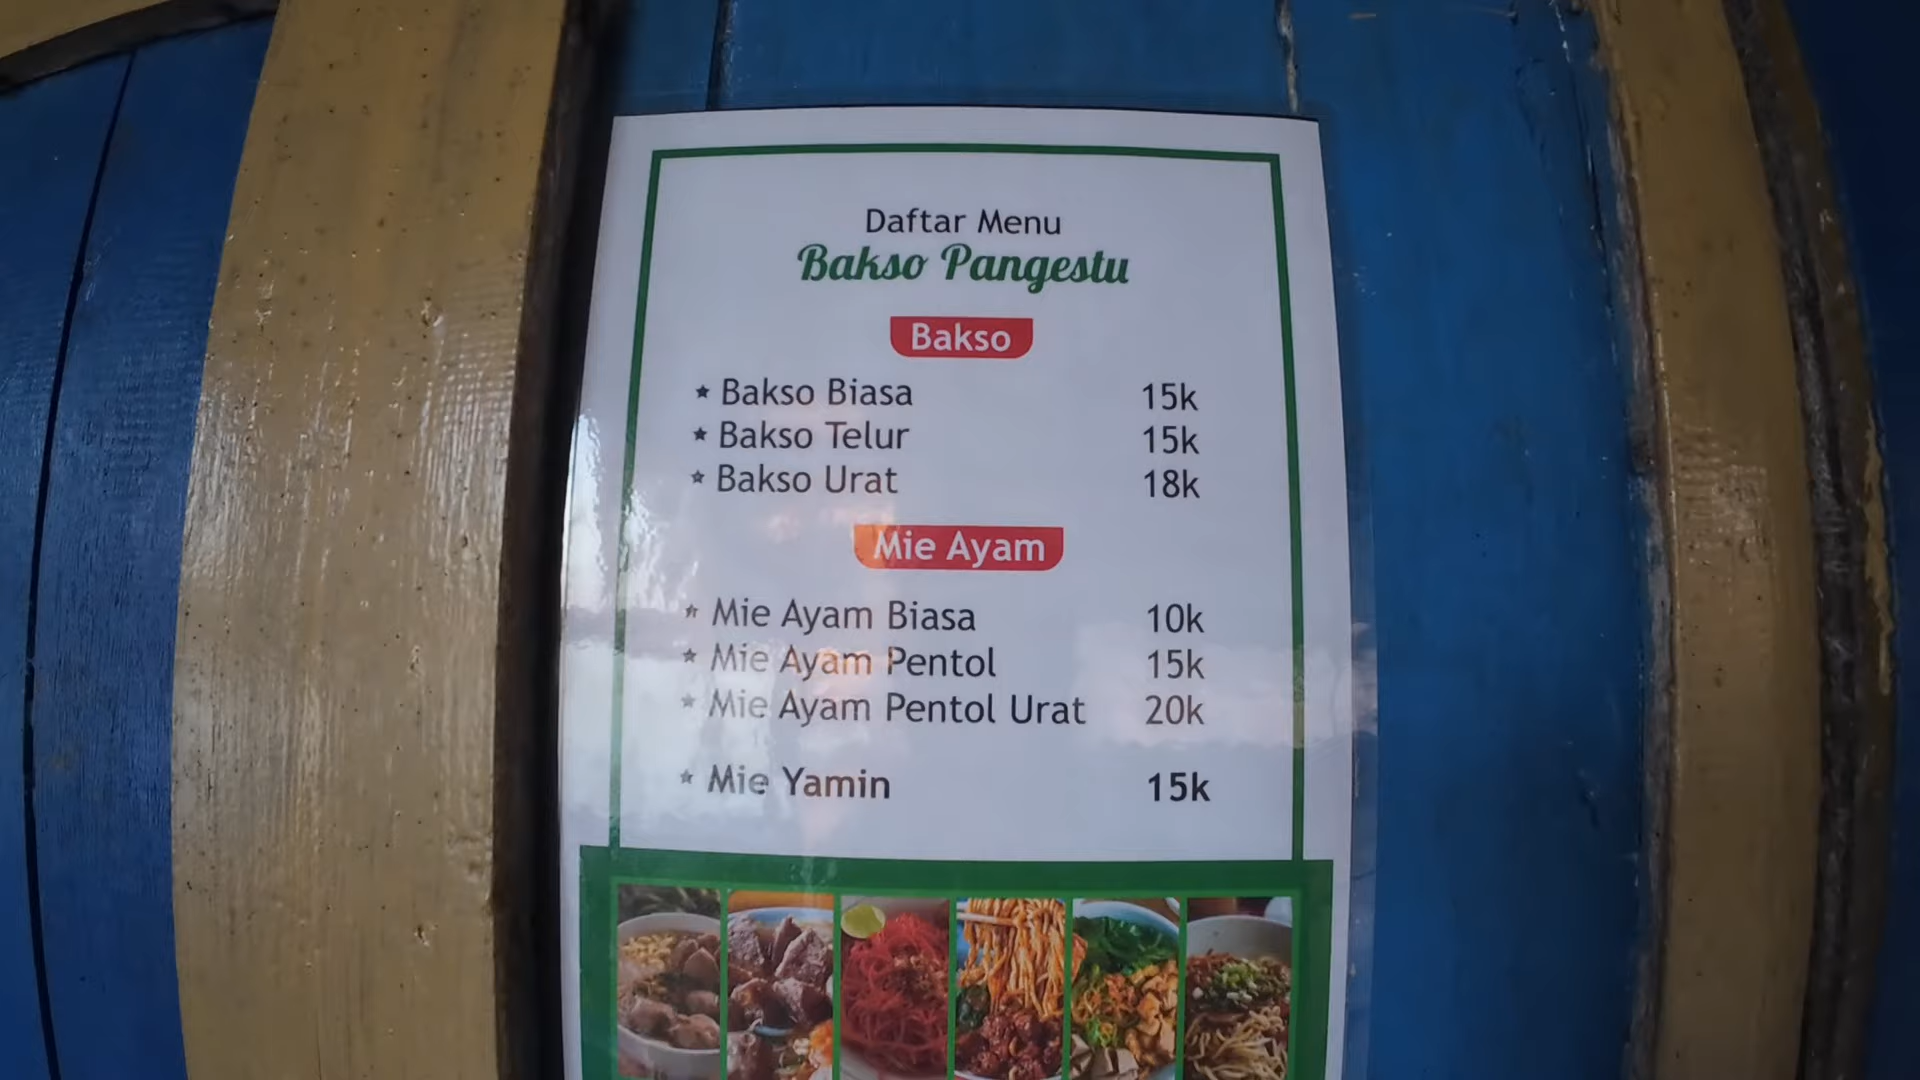 Daftar Menu
Bakso Pangestu
Bakso
★ Bakso Biasa 15k
★ Bakso Telur 15k
★ Bakso Urat 18k
Mie Ayam
★ Mie Ayam Biasa 10k
★ Mie Ayam Pentol 15k
★ Mie Ayam Pentol Urat 20k
★ Mie Yamin 15k